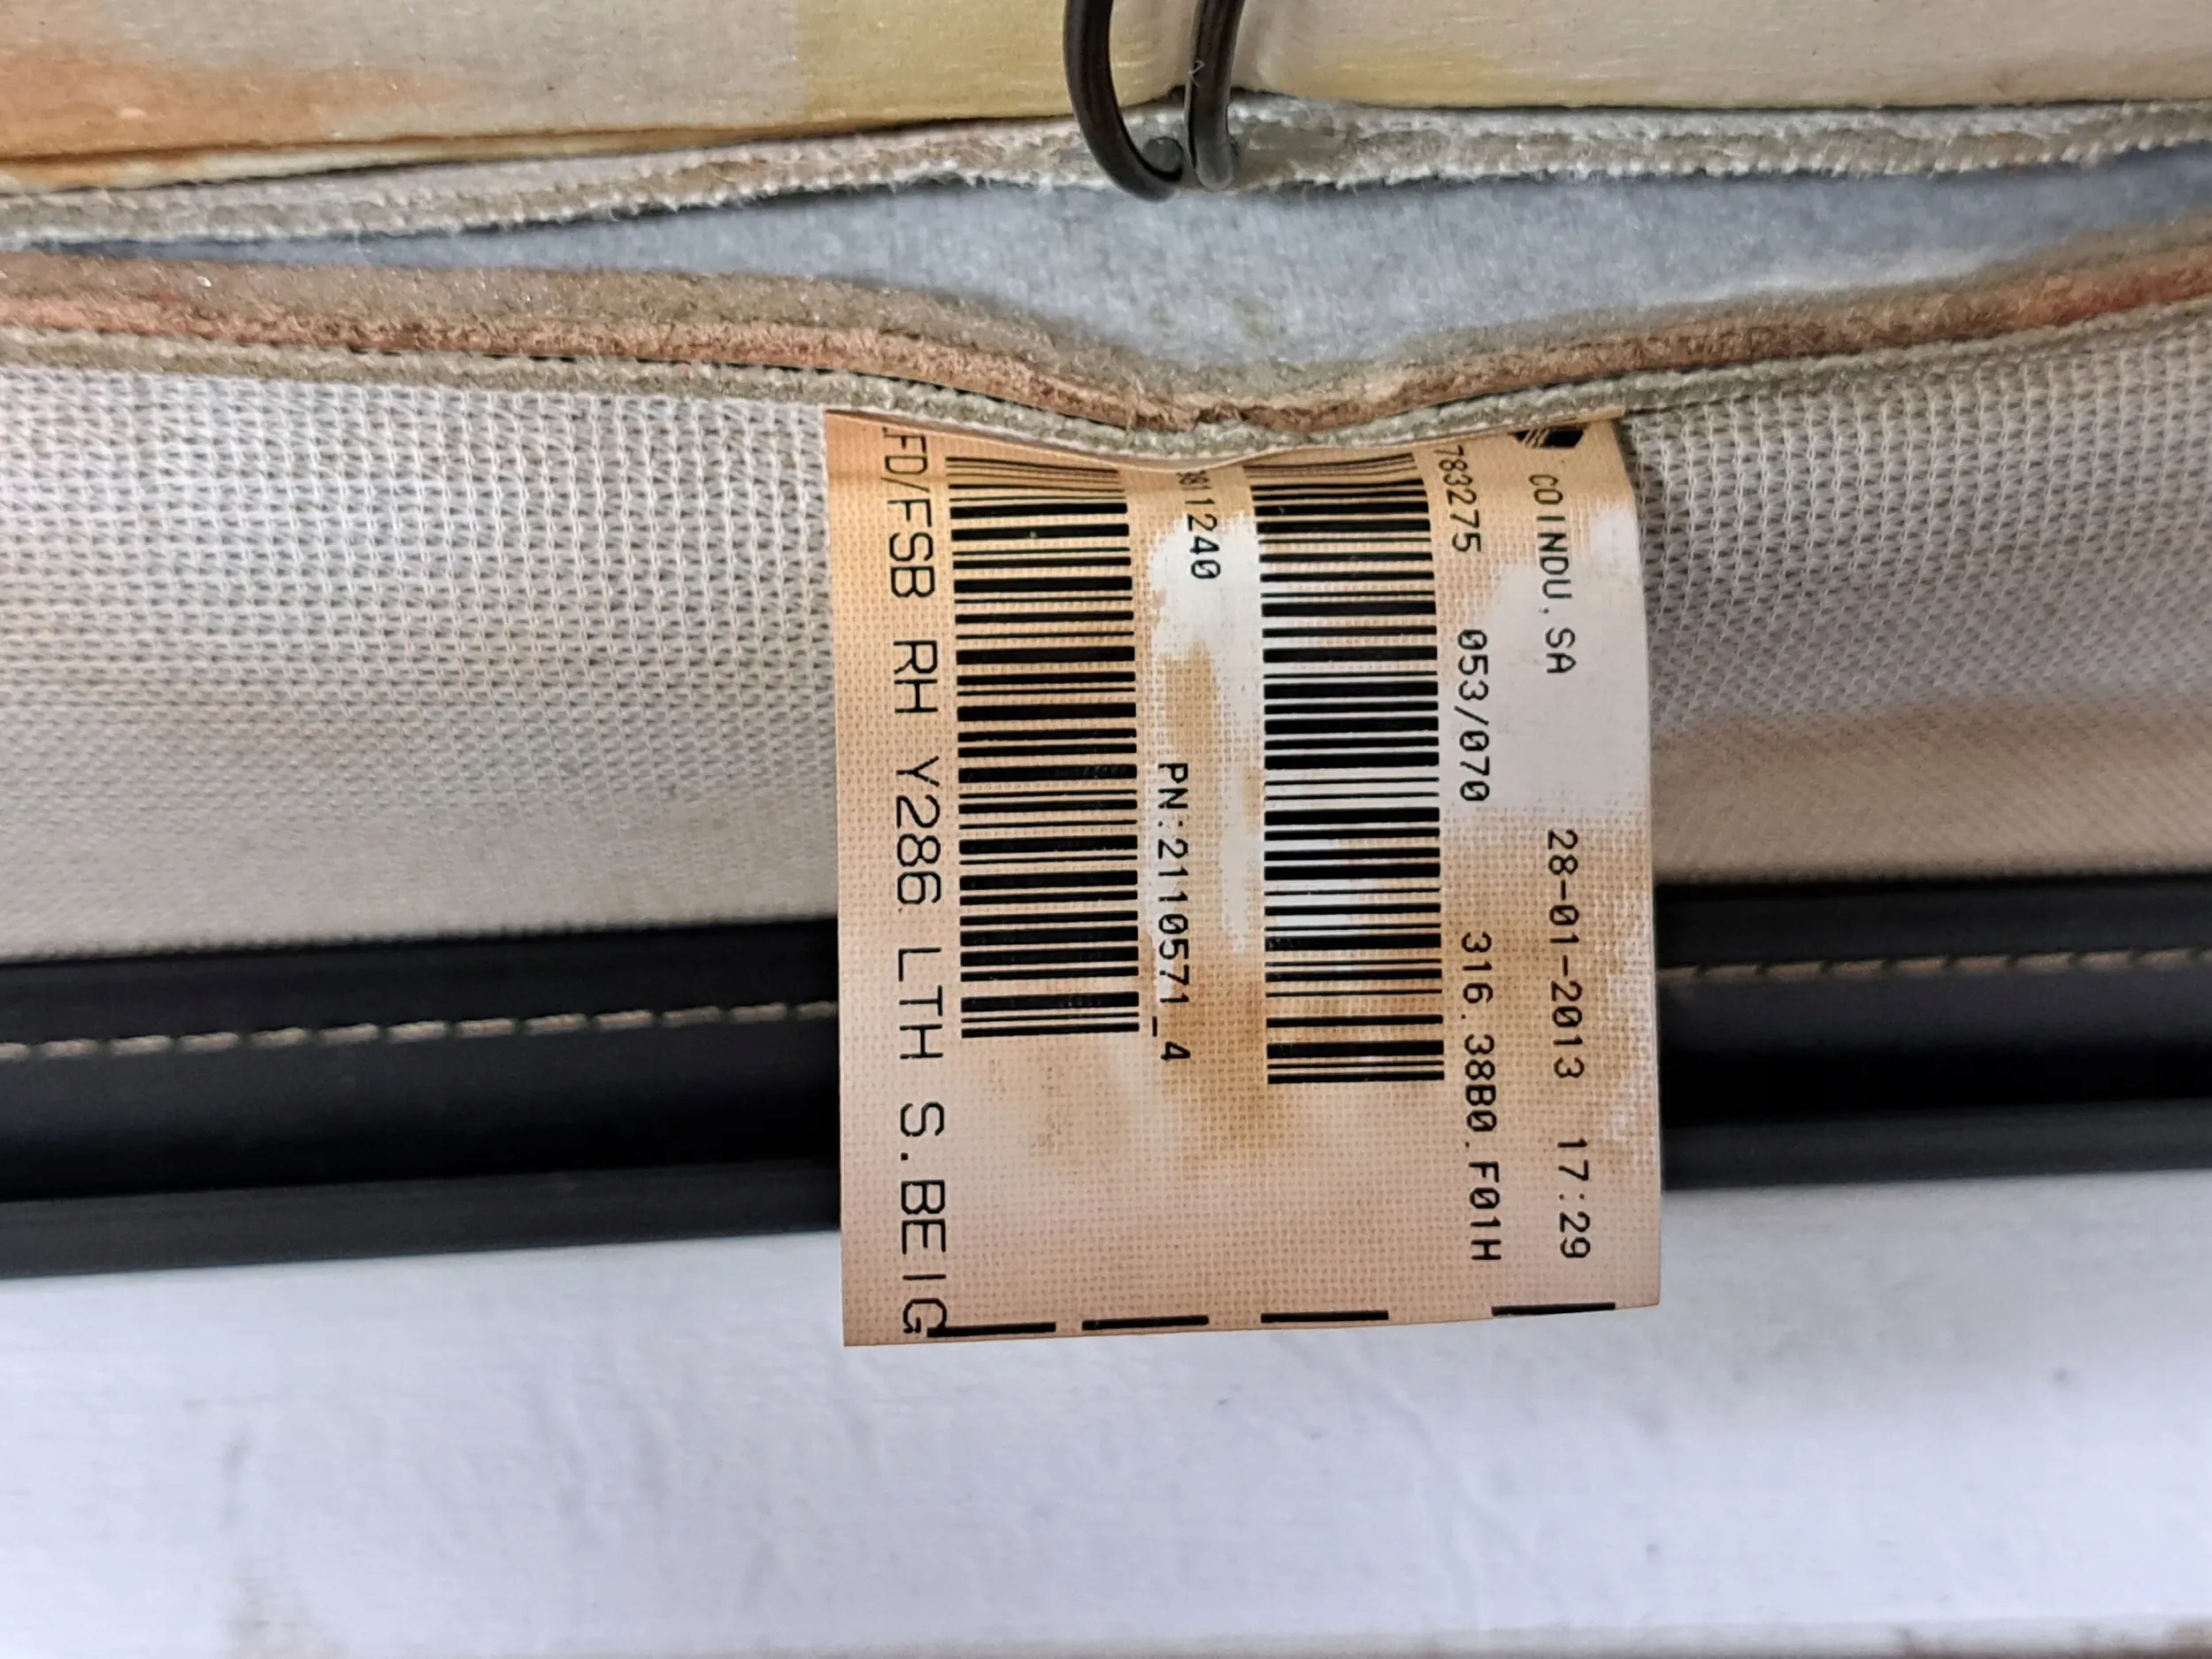 COINDU.SA 28-01-2013 17:29
783275 053/070 316.38B0.F01H
811240
PN:2110571_4
FD/FSB RH Y286 LTH S.BEIG